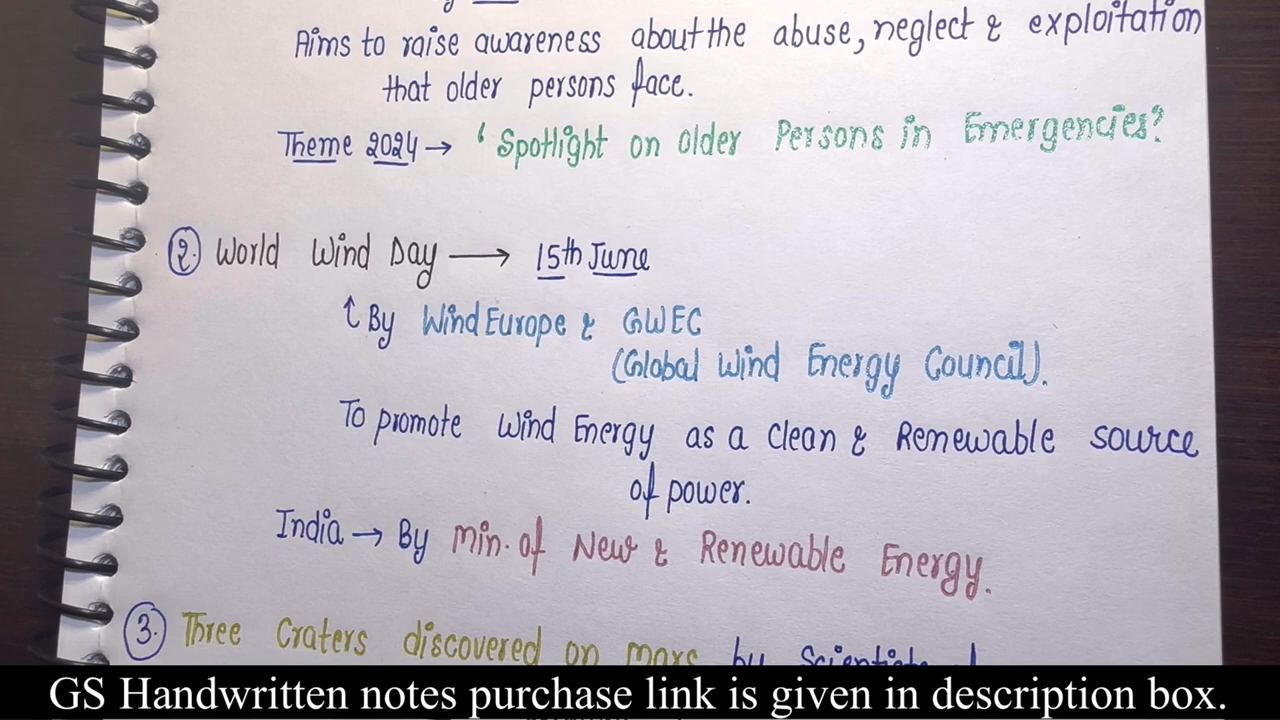 Aims to raise awareness about the abuse, neglect & exploitation
that older persons face.
Theme 2024 → ‘Spotlight on older Persons in Emergencies’
②. World Wind Day → 15th June
↑ By WindEurope & GWEC
(Global Wind Energy Council).
To promote Wind Energy as a clean & Renewable source
of power.
India → By Min. of New & Renewable Energy.
③. Three Craters discovered on mars by Scientists
GS Handwritten notes purchase link is given in description box.